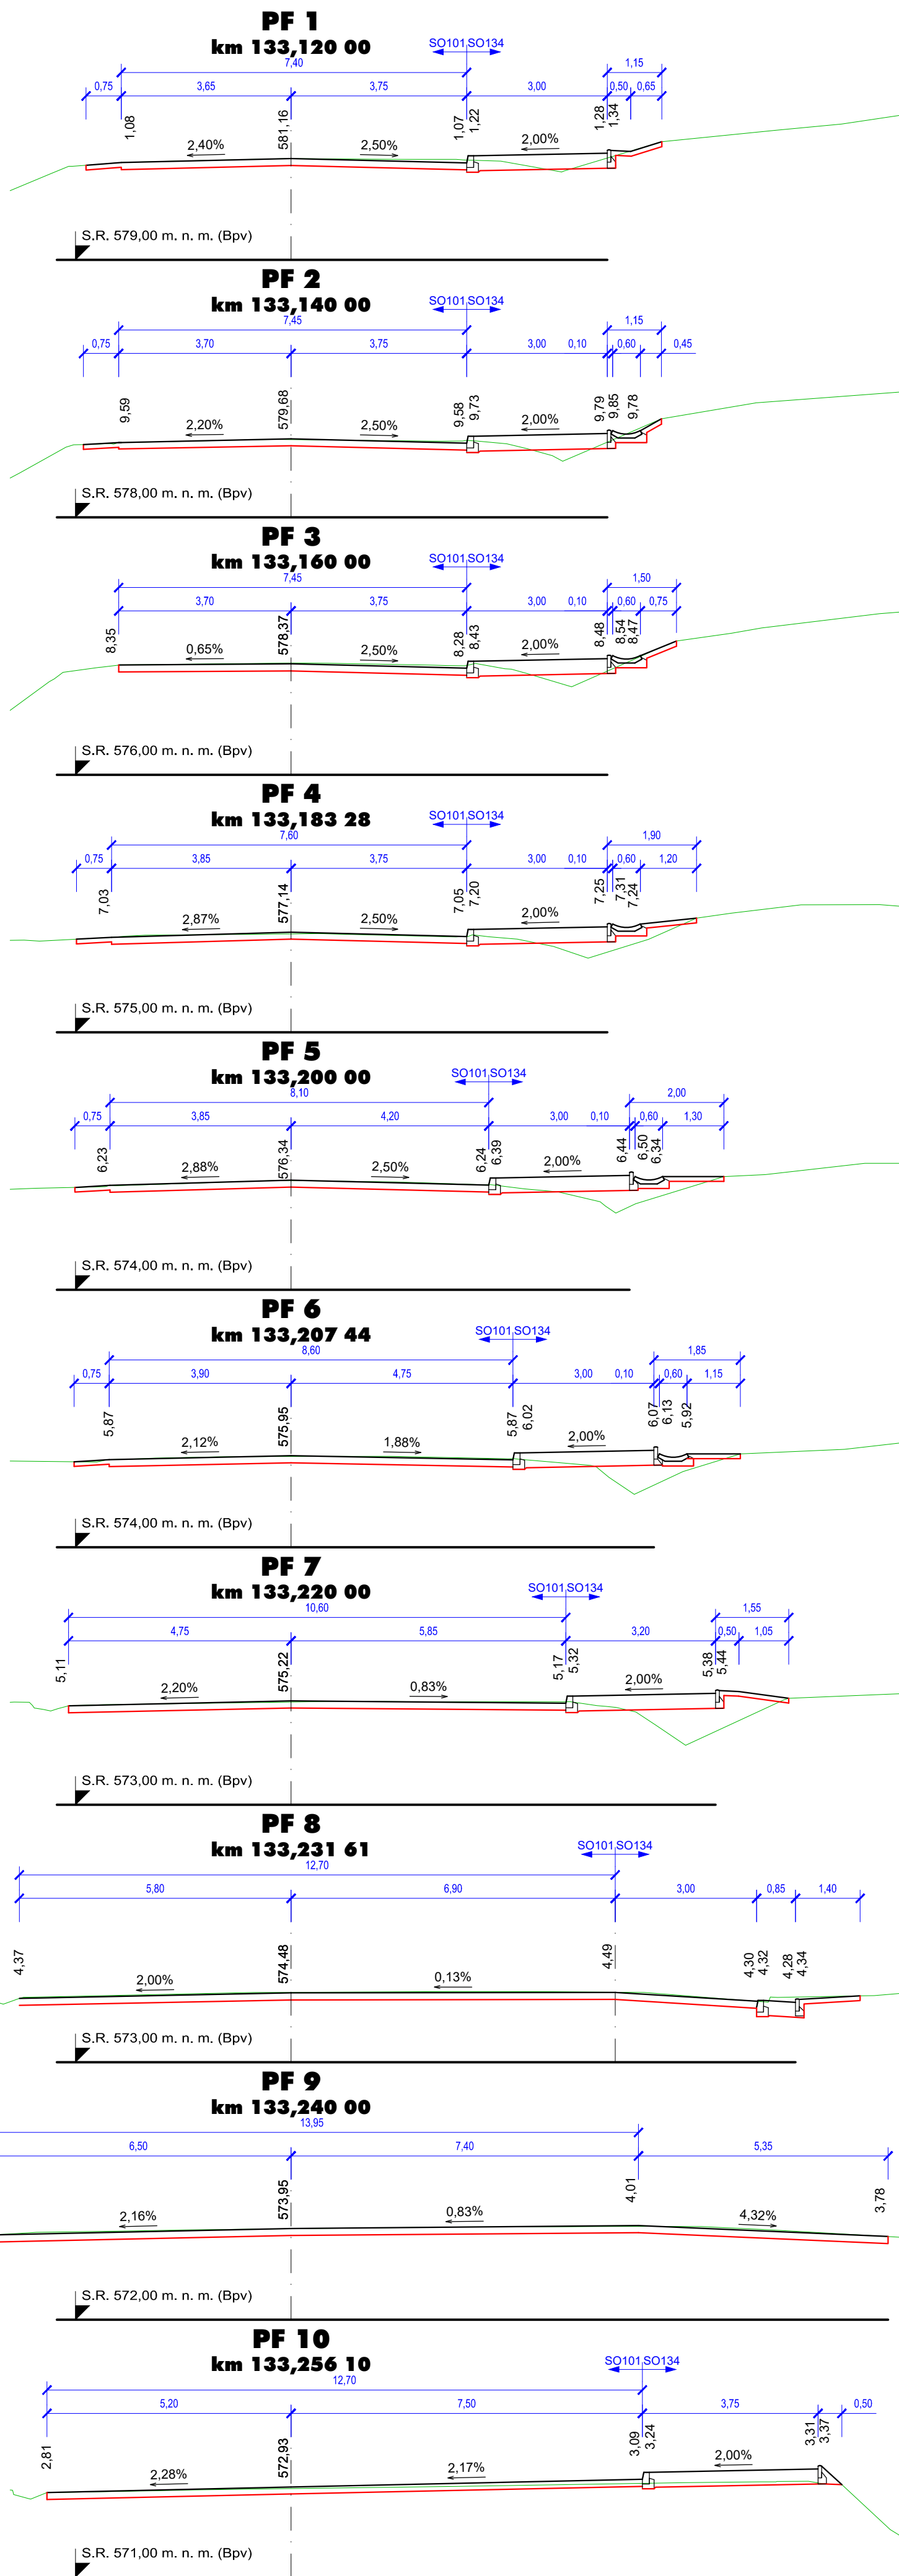 PF 1
km 133,120 00
SO101 SO134
7,40 1,15
0,75 3,65 3,75 3,00 0,50 0,65
1,08 581,16 1,07 1,22 1,28 1,34
2,40% 2,50% 2,00%
S.R. 579,00 m. n. m. (Bpv)
PF 2
km 133,140 00
SO101 SO134
7,45 1,15
0,75 3,70 3,75 3,00 0,10 0,60 0,45
9,59 579,68 9,58 9,73 9,79 9,85 9,78
2,20% 2,50% 2,00%
S.R. 578,00 m. n. m. (Bpv)
PF 3
km 133,160 00
SO101 SO134
7,45 1,50
3,70 3,75 3,00 0,10 0,60 0,75
8,35 578,37 8,28 8,43 8,48 8,54 8,47
0,65% 2,50% 2,00%
S.R. 576,00 m. n. m. (Bpv)
PF 4
km 133,183 28
SO101 SO134
7,60 1,90
0,75 3,85 3,75 3,00 0,10 0,60 1,20
7,03 577,14 7,05 7,20 7,25 7,31 7,24
2,87% 2,50% 2,00%
S.R. 575,00 m. n. m. (Bpv)
PF 5
km 133,200 00
SO101 SO134
8,10 2,00
0,75 3,85 4,20 3,00 0,10 0,60 1,30
6,23 576,34 6,24 6,39 6,44 6,50 6,34
2,88% 2,50% 2,00%
S.R. 574,00 m. n. m. (Bpv)
PF 6
km 133,207 44
SO101 SO134
8,60 1,85
0,75 3,90 4,75 3,00 0,10 0,60 1,15
5,87 575,95 5,87 6,02 6,07 6,13 5,92
2,12% 1,88% 2,00%
S.R. 574,00 m. n. m. (Bpv)
PF 7
km 133,220 00
SO101 SO134
10,60 1,55
4,75 5,85 3,20 0,50 1,05
5,11 575,22 5,17 5,32 5,38 5,44
2,20% 0,83% 2,00%
S.R. 573,00 m. n. m. (Bpv)
PF 8
km 133,231 61
SO101 SO134
12,70
5,80 6,90 3,00 0,85 1,40
4,37 574,48 4,49 4,30 4,32 4,28 4,34
2,00% 0,13%
S.R. 573,00 m. n. m. (Bpv)
PF 9
km 133,240 00
13,95
6,50 7,40 5,35
573,95 4,01 3,78
2,16% 0,83% 4,32%
S.R. 572,00 m. n. m. (Bpv)
PF 10
km 133,256 10
SO101 SO134
12,70
5,20 7,50 3,75 0,50
2,81 572,93 3,09 3,24 3,31 3,37
2,28% 2,17% 2,00%
S.R. 571,00 m. n. m. (Bpv)